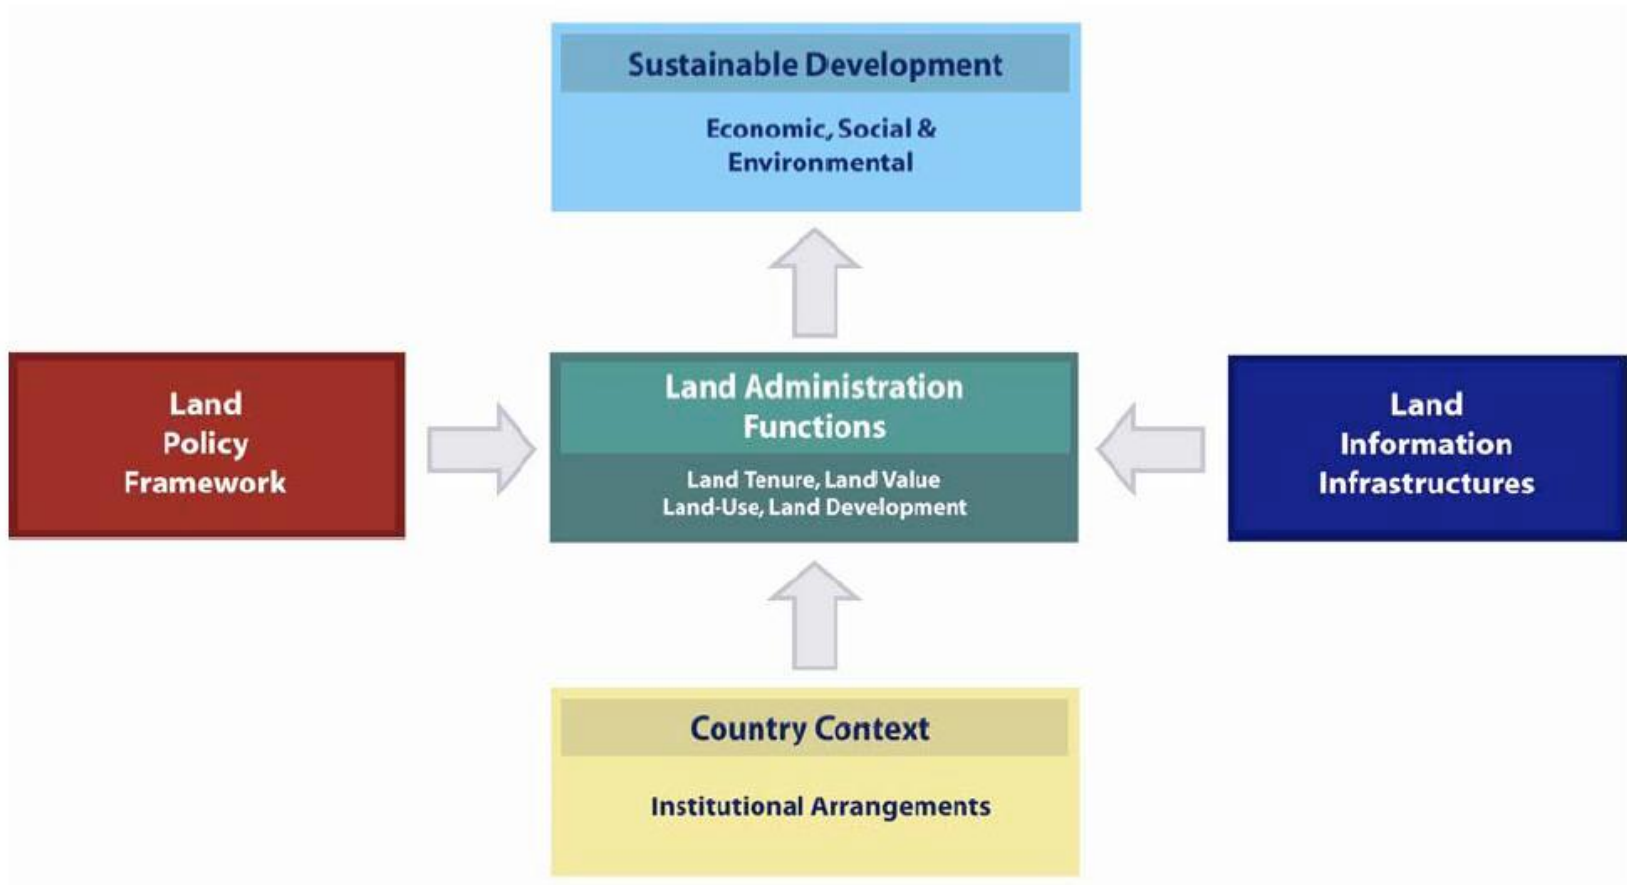 Sustainable Development
Economic, Social &
Environmental
Land
Policy
Framework
Land Administration
Functions
Land Tenure, Land Value
Land-Use, Land Development
Land
Information
Infrastructures
Country Context
Institutional Arrangements